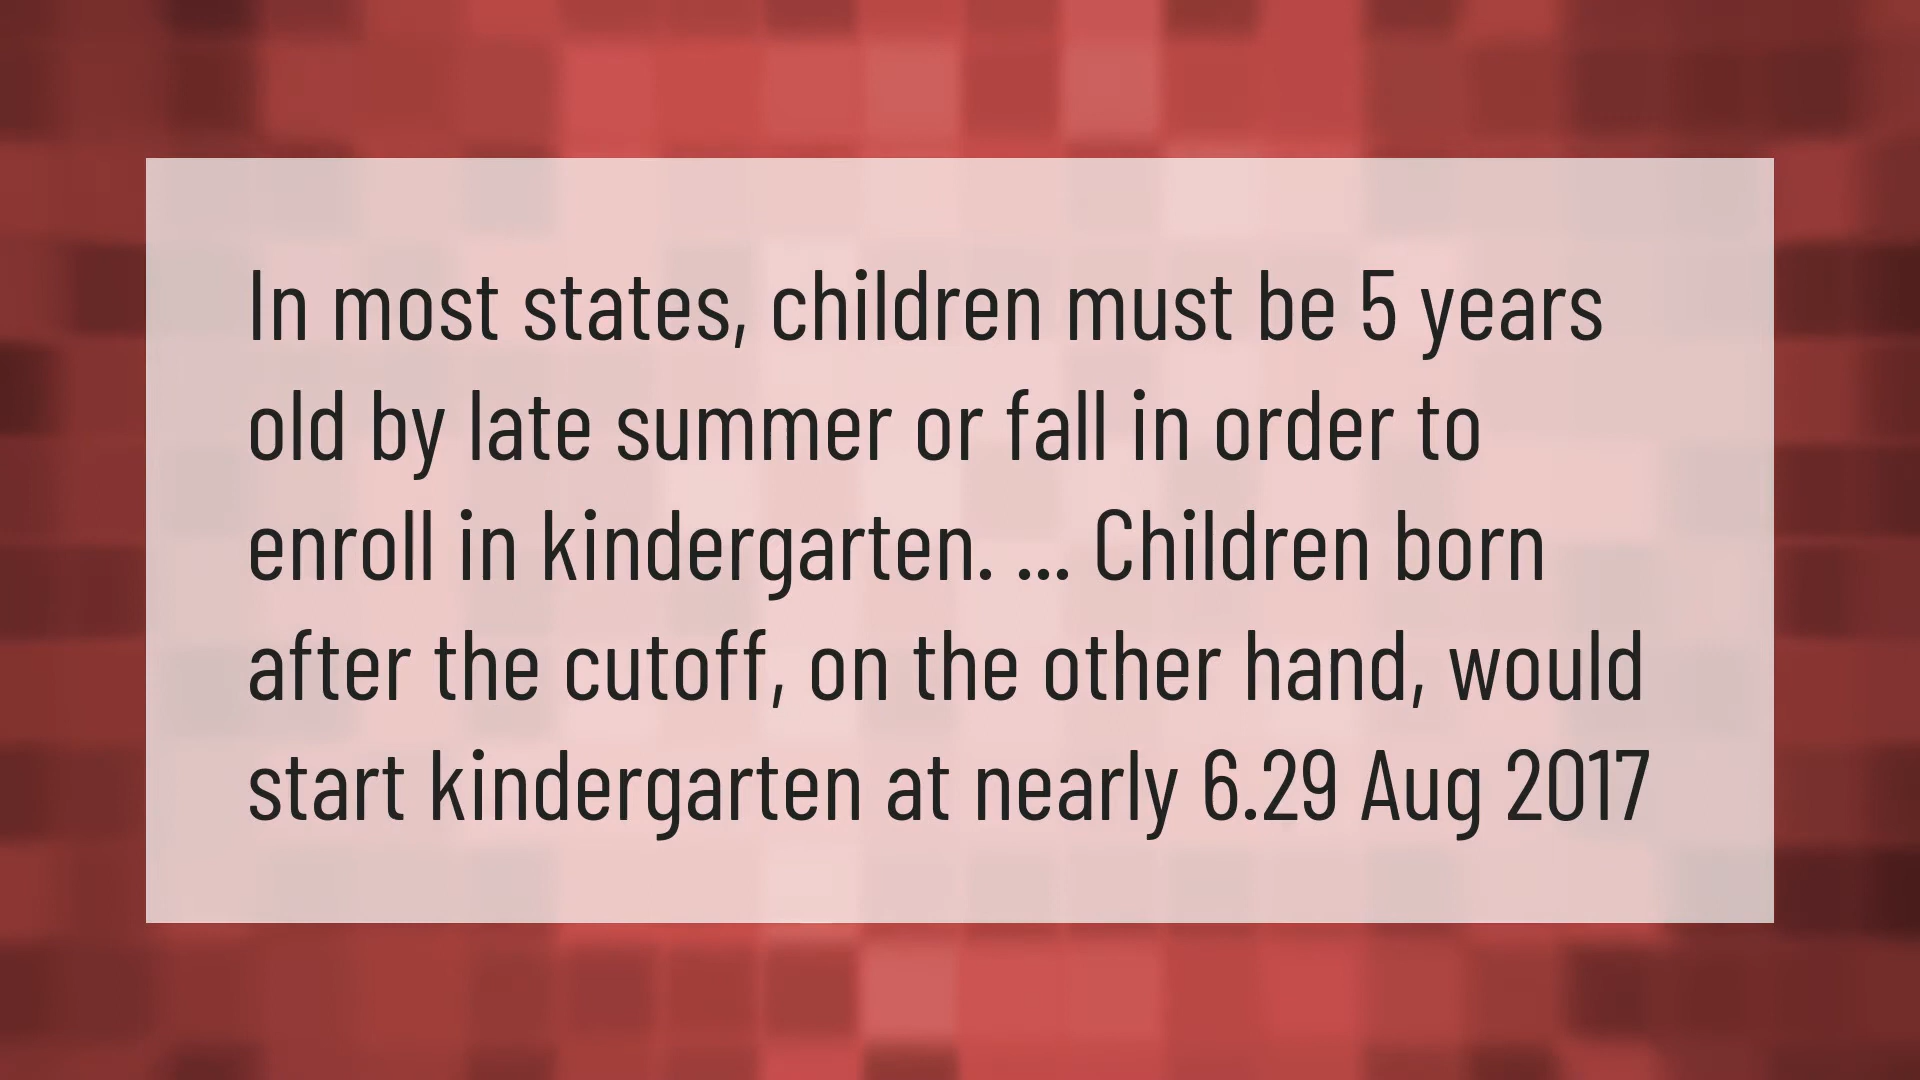 In most states, children must be 5 years
old by late summer or fall in order to
enroll in kindergarten. ... Children born
after the cutoff, on the other hand, would
start kindergarten at nearly 6.29 Aug 2017